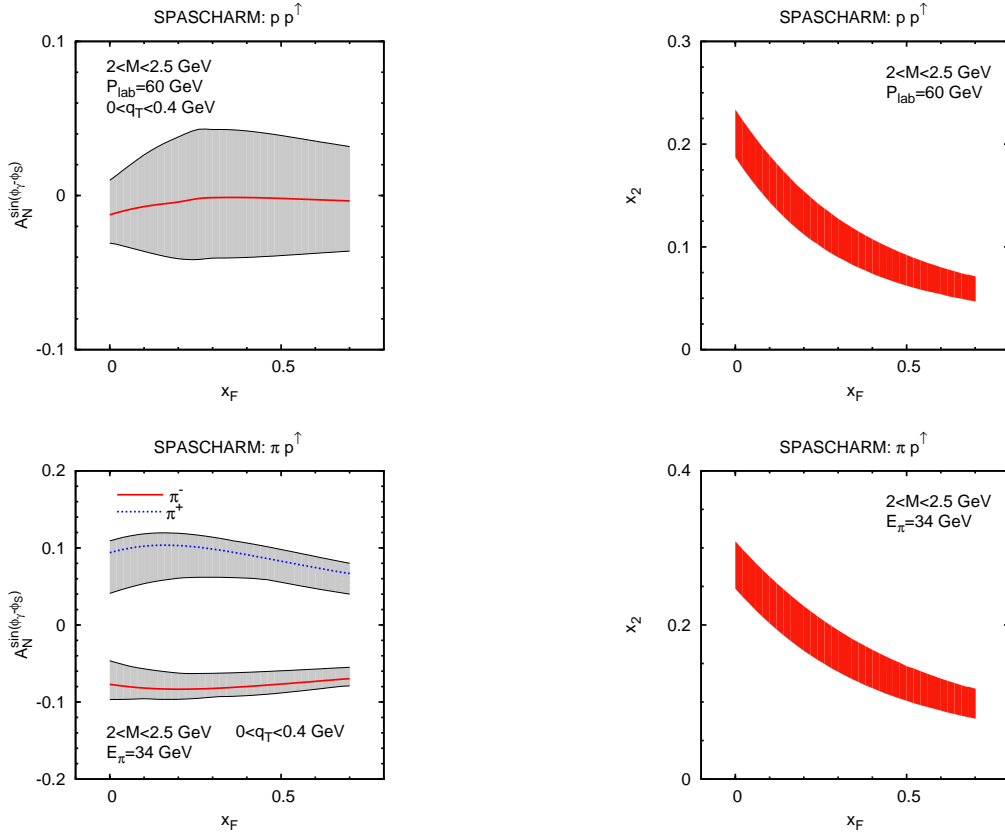 SPASCHARM: p p↑
0.1
0
-0.1
2<M<2.5 GeV
P_lab=60 GeV
0<q_T<0.4 GeV
A_N^sin(ϕ_γ-ϕ_S)
0 0.5
x_F
SPASCHARM: p p↑
0.3
0.2
0.1
0
2<M<2.5 GeV
P_lab=60 GeV
x_2
0 0.5
x_F
SPASCHARM: π p↑
0.2
0.1
0
-0.1
-0.2
π^-
π^+
A_N^sin(ϕ_γ-ϕ_S)
2<M<2.5 GeV 0<q_T<0.4 GeV
E_π=34 GeV
0 0.5
x_F
SPASCHARM: π p↑
0.4
0.2
0
2<M<2.5 GeV
E_π=34 GeV
x_2
0 0.5
x_F